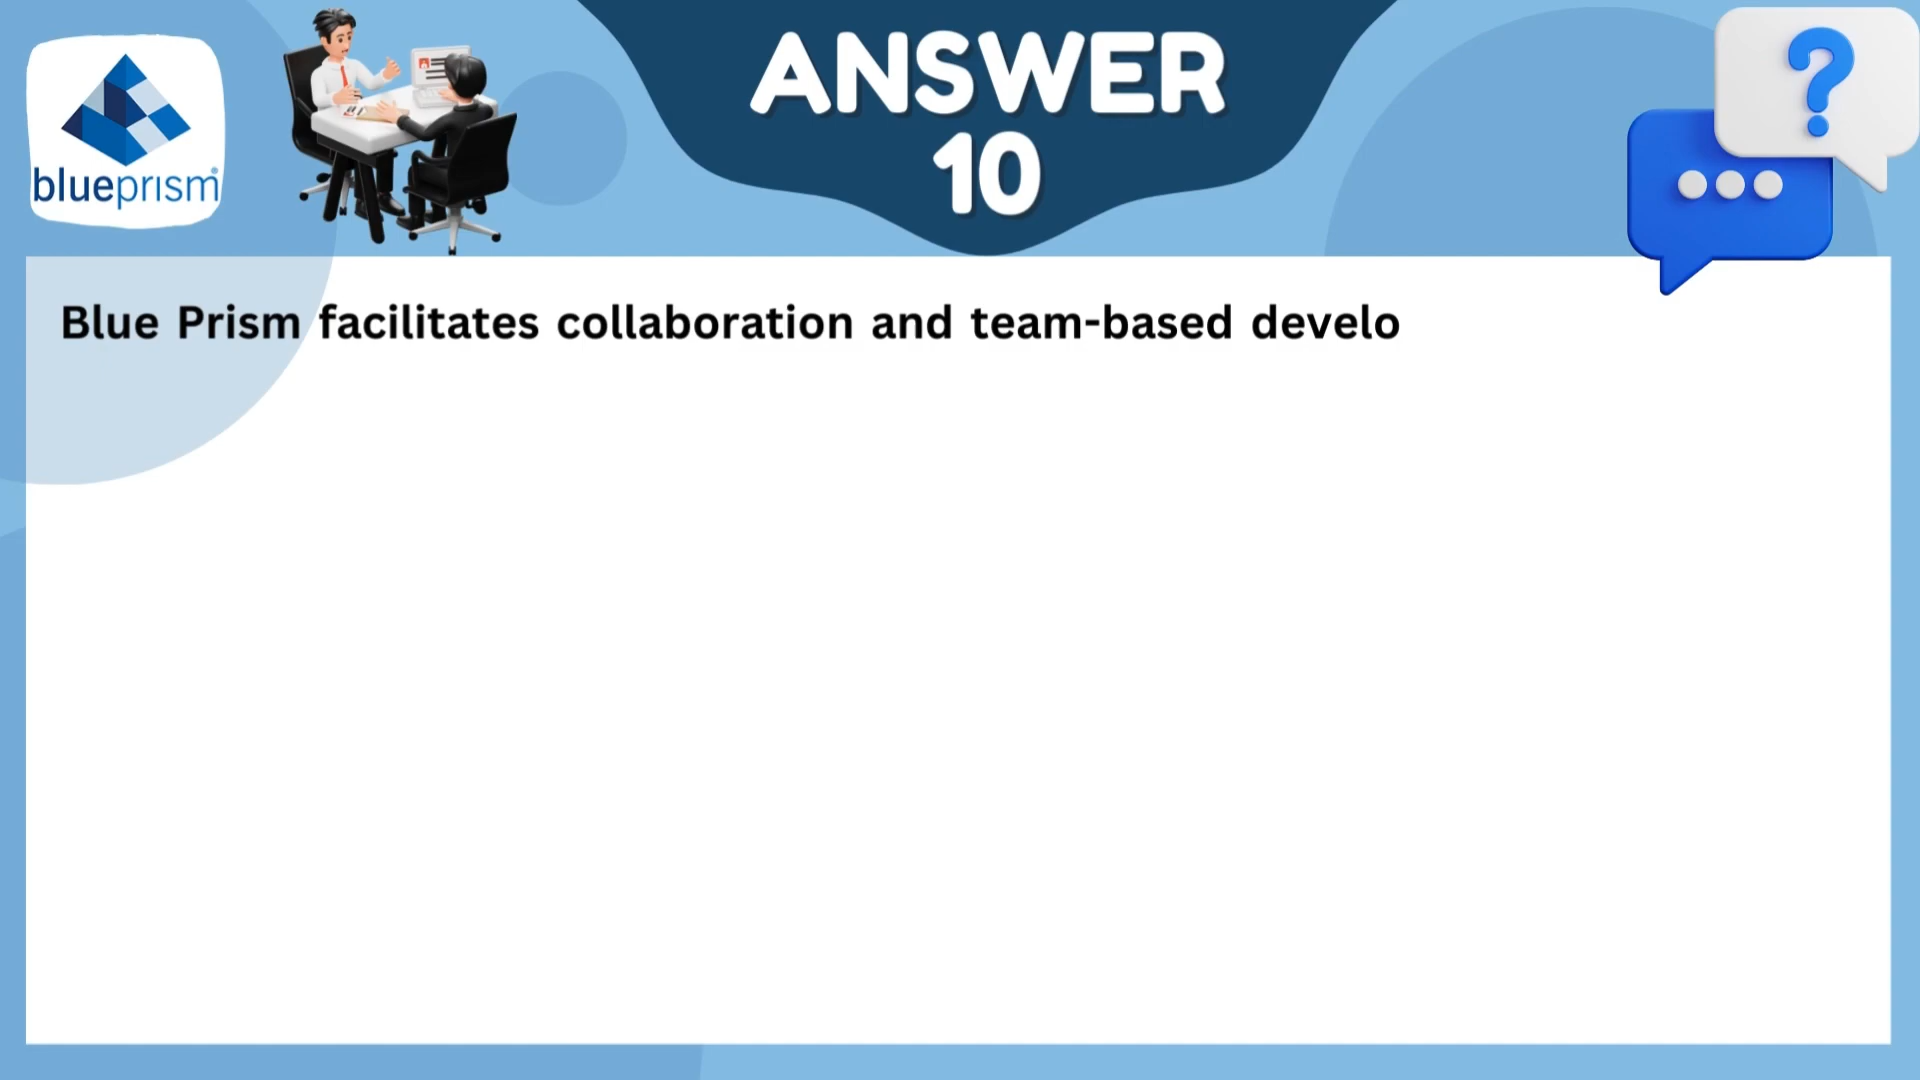 ANSWER
10
blueprism
Blue Prism facilitates collaboration and team-based develo